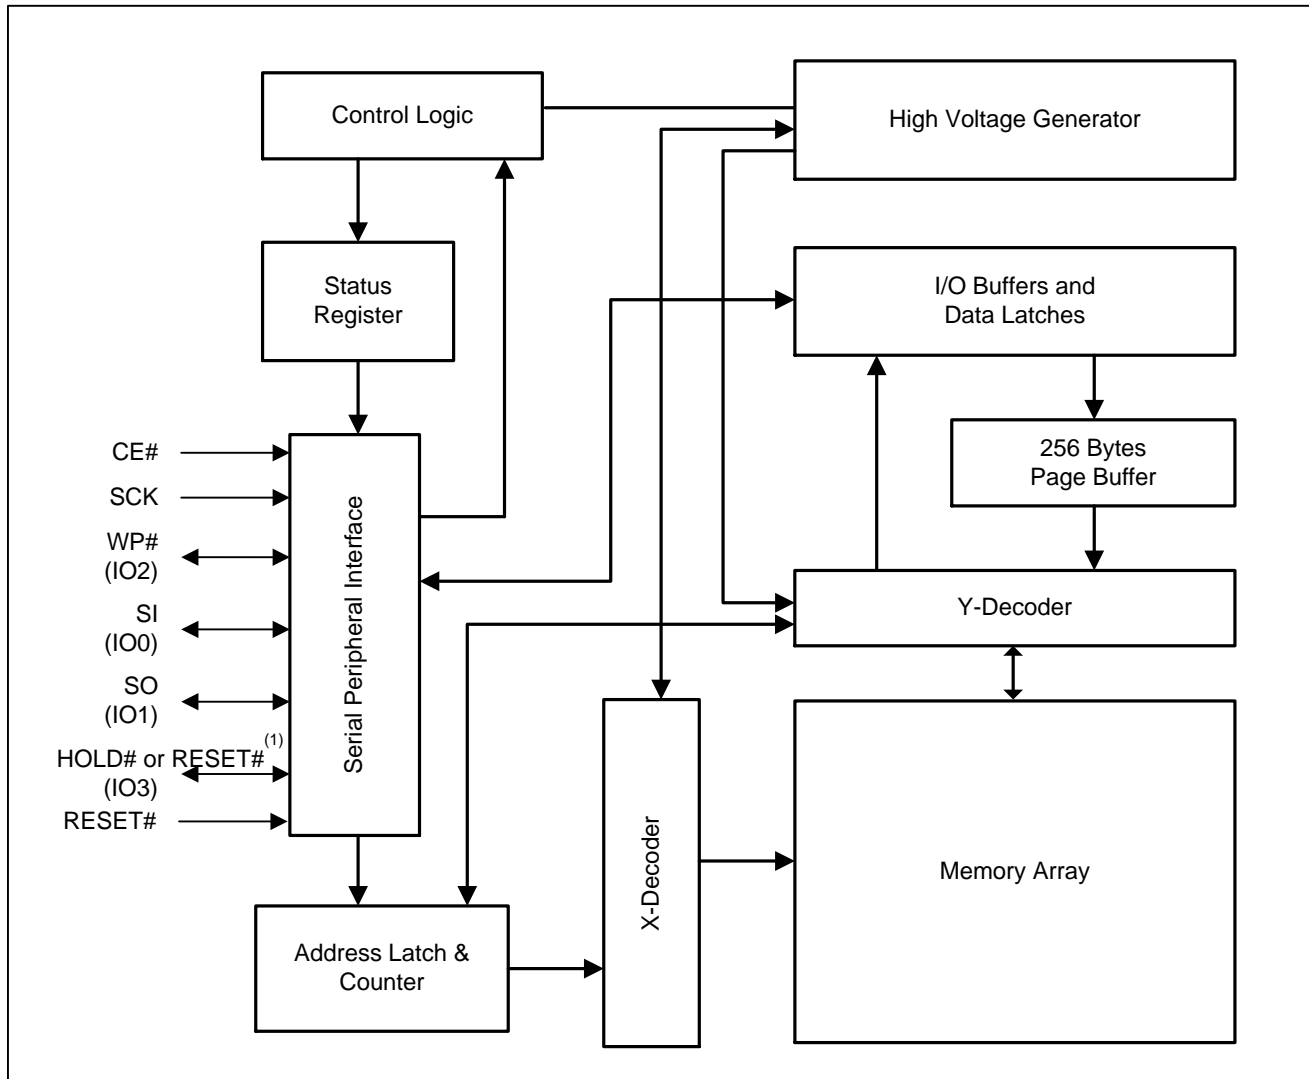 Control Logic
High Voltage Generator
Status
Register
I/O Buffers and
Data Latches
256 Bytes
Page Buffer
Y-Decoder
CE#
SCK
WP#
(IO2)
SI
(IO0)
SO
(IO1)
HOLD# or RESET#(1)
(IO3)
RESET#
Serial Peripheral Interface
X-Decoder
Memory Array
Address Latch &
Counter